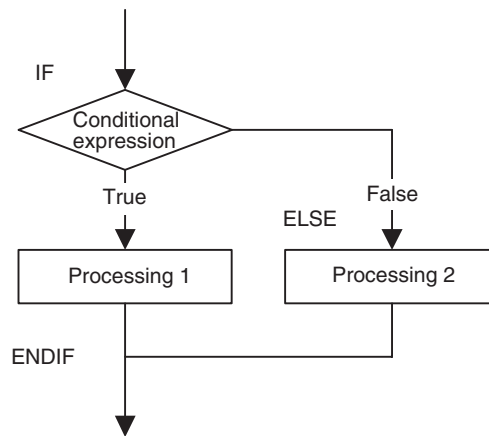 IF
Conditional
expression
True
False
ELSE
Processing 1
Processing 2
ENDIF